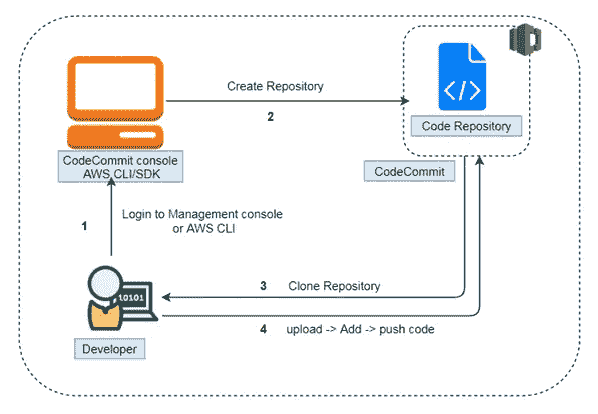 Create Repository
2
</>
Code Repository
CodeCommit console
AWS CLI/SDK
CodeCommit
1
Login to Management console
or AWS CLI
10101
3 Clone Repository
4 upload -> Add -> push code
Developer